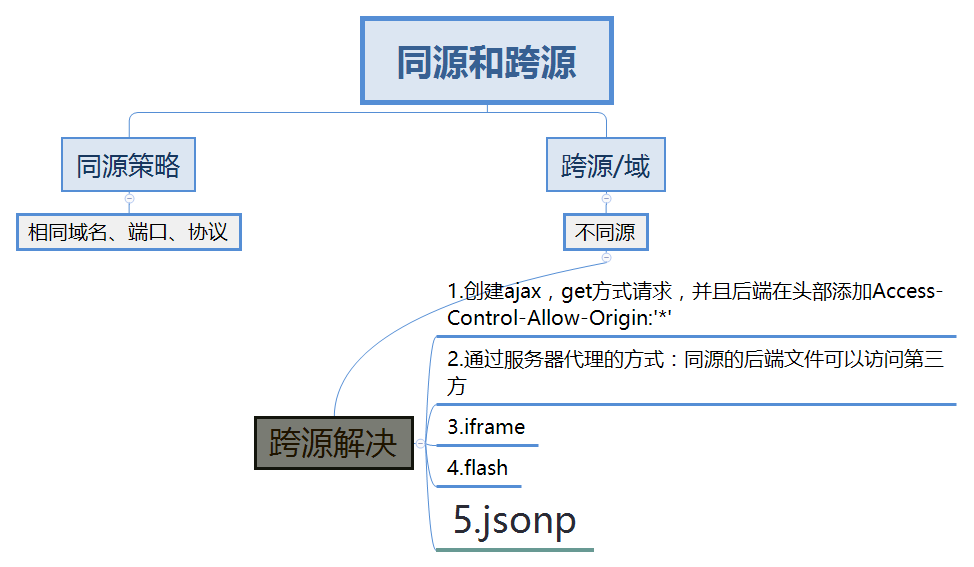 同源和跨源
同源策略
跨源/域
相同域名、端口、协议
不同源
1.创建ajax，get方式请求，并且后端在头部添加Access-
Control-Allow-Origin:'*'
2.通过服务器代理的方式：同源的后端文件可以访问第三
方
跨源解决
3.iframe
4.flash
5.jsonp